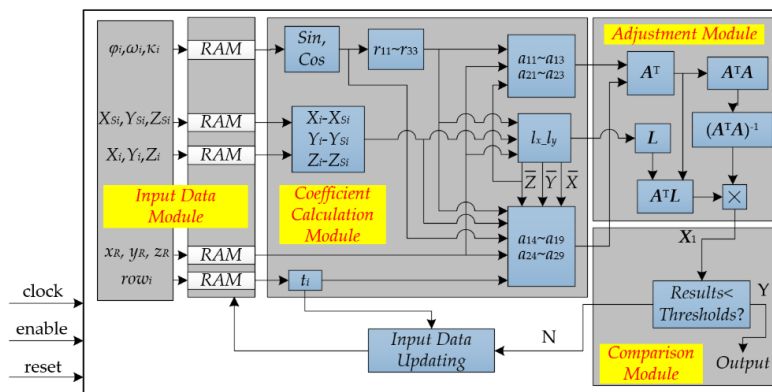 φi,ωi,κi
RAM
Sin,
Cos
r11~r33
a11~a13
a21~a23
Adjustment Module
Aᵀ
AᵀA
XSi,YSi,ZSi
RAM
Xi-XSi
Yi-YSi
Zi-ZSi
lx_ly
L
(AᵀA)-1
Xi,Yi,Zi
RAM
Z̅
Y̅
X̅
Input Data
Module
Coefficient
Calculation
Module
a14~a19
a24~a29
AᵀL
×
xR, yR, zR
RAM
X1
rowi
RAM
ti
clock
enable
reset
Input Data
Updating
N
Results<
Thresholds?
Y
Output
Comparison
Module